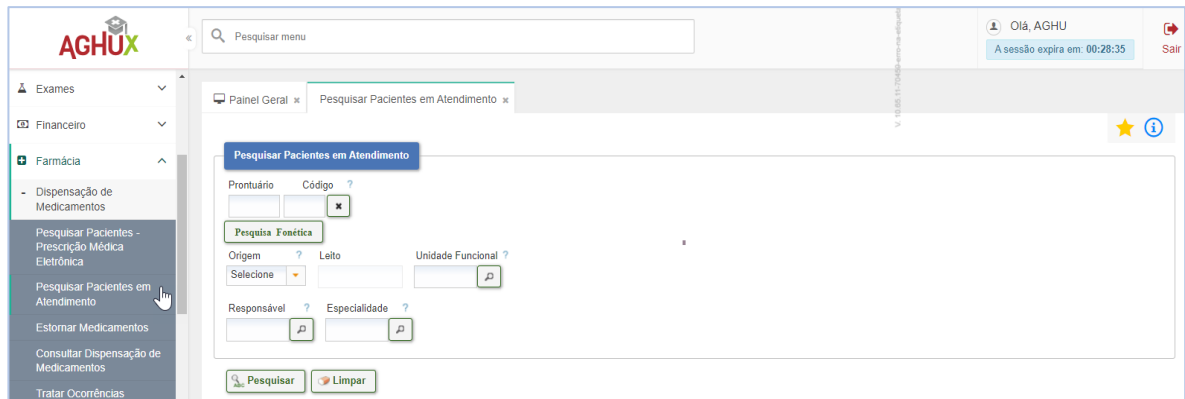 AGHUX
«
Pesquisar menu
Olá, AGHU
A sessão expira em: 00:28:35
Sair
Exames
Financeiro
Farmácia
- Dispensação de
Medicamentos
Pesquisar Pacientes -
Prescrição Médica
Eletrônica
Pesquisar Pacientes em
Atendimento
Estornar Medicamentos
Consultar Dispensação de
Medicamentos
Tratar Ocorrências
Painel Geral
Pesquisar Pacientes em Atendimento
Pesquisar Pacientes em Atendimento
Prontuário Código ?
Pesquisa Fonética
Origem ? Leito Unidade Funcional ?
Selecione
Responsável ? Especialidade ?
Pesquisar Limpar